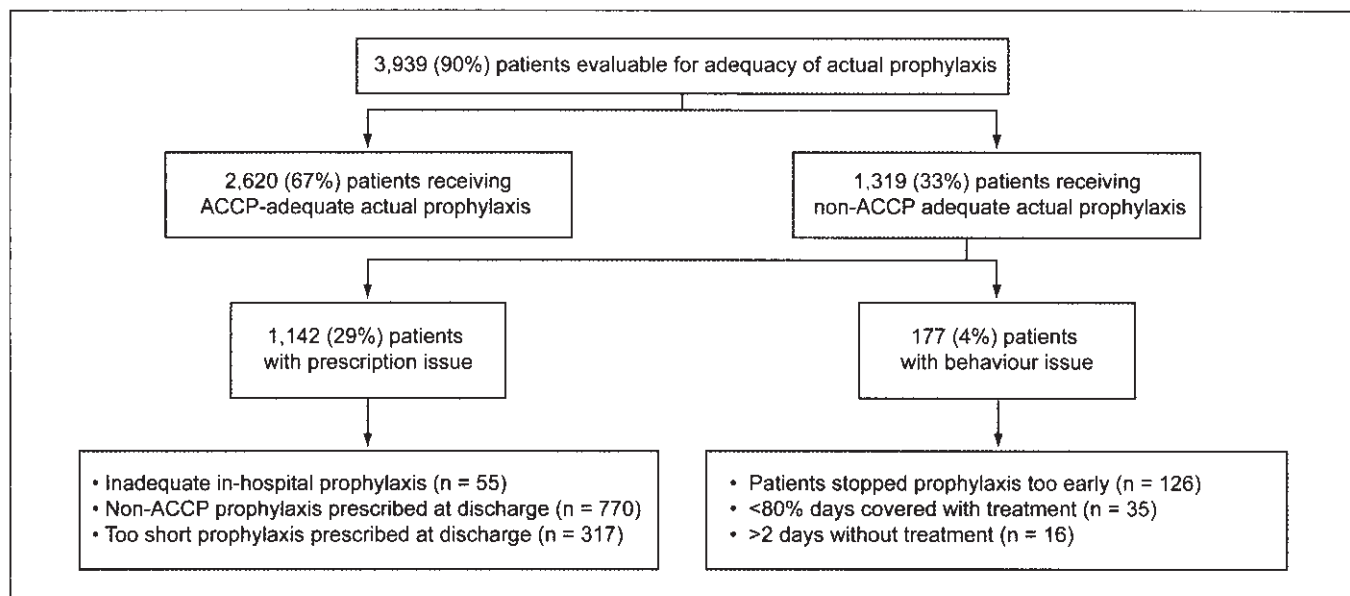 3,939 (90%) patients evaluable for adequacy of actual prophylaxis
2,620 (67%) patients receiving
ACCP-adequate actual prophylaxis
1,319 (33%) patients receiving
non-ACCP adequate actual prophylaxis
1,142 (29%) patients
with prescription issue
177 (4%) patients
with behaviour issue
• Inadequate in-hospital prophylaxis (n = 55)
• Non-ACCP prophylaxis prescribed at discharge (n = 770)
• Too short prophylaxis prescribed at discharge (n = 317)
• Patients stopped prophylaxis too early (n = 126)
• <80% days covered with treatment (n = 35)
• >2 days without treatment (n = 16)